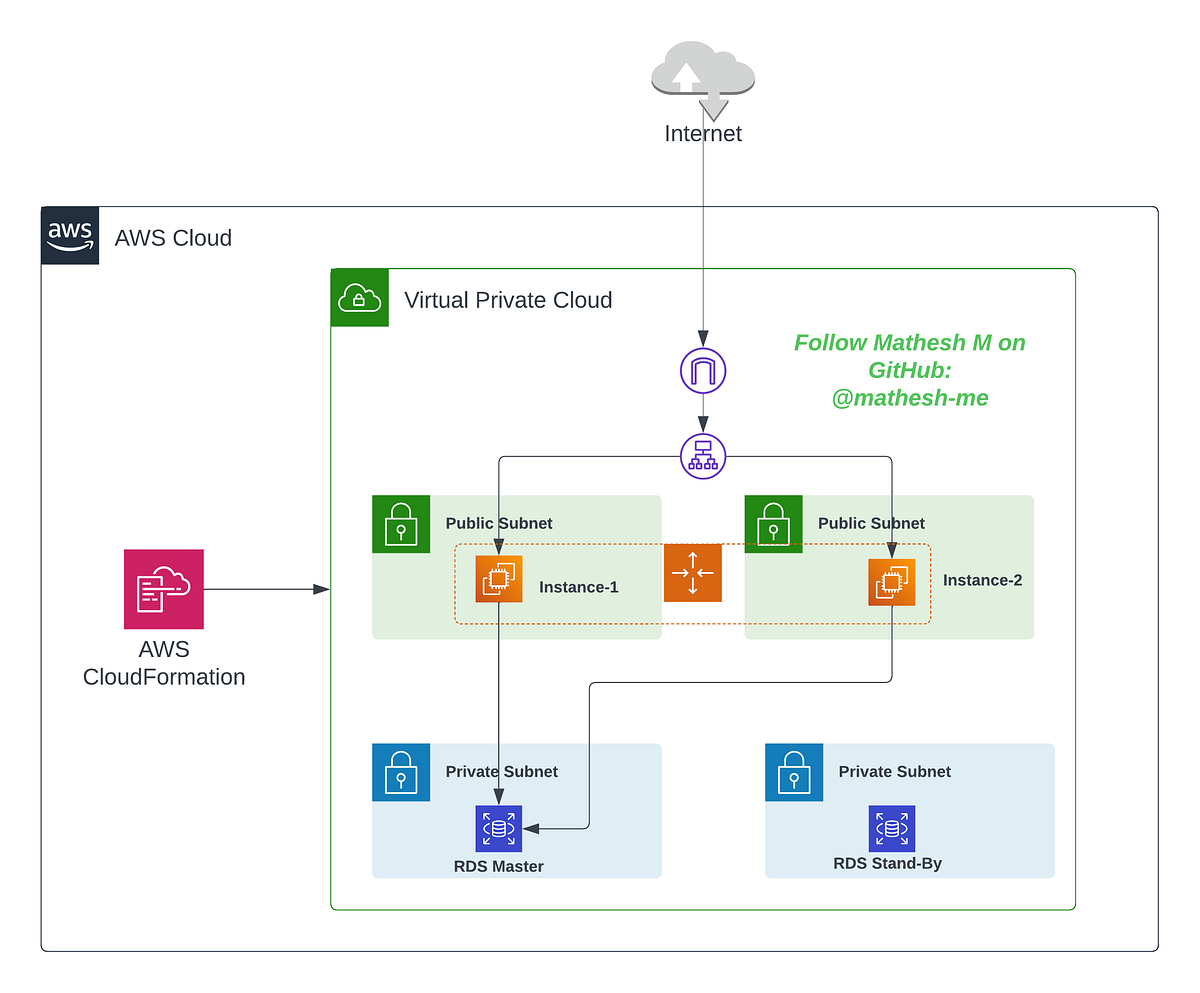 Internet
aws
AWS Cloud
Virtual Private Cloud
Follow Mathesh M on
GitHub:
@mathesh-me
Public Subnet
Public Subnet
Instance-1
Instance-2
AWS
CloudFormation
Private Subnet
Private Subnet
RDS Master
RDS Stand-By